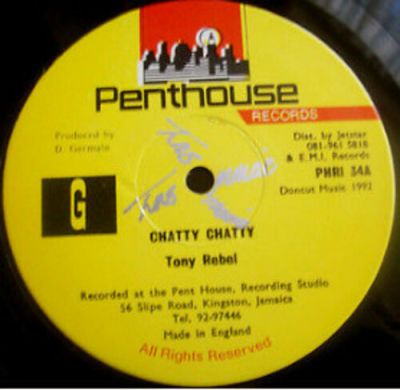 Penthouse
RECORDS
Produced by
D. Germain
Dist. by Jetstar
081-961 5818
& E.M.I. Records
PHRI 34A
Doncut Music 1992
G
CHATTY CHATTY
Tony Rebel
Recorded at the Pent House, Recording Studio
56 Slipe Road, Kingston, Jamaica
Tel. 92-97446
Made in England
All Rights Reserved